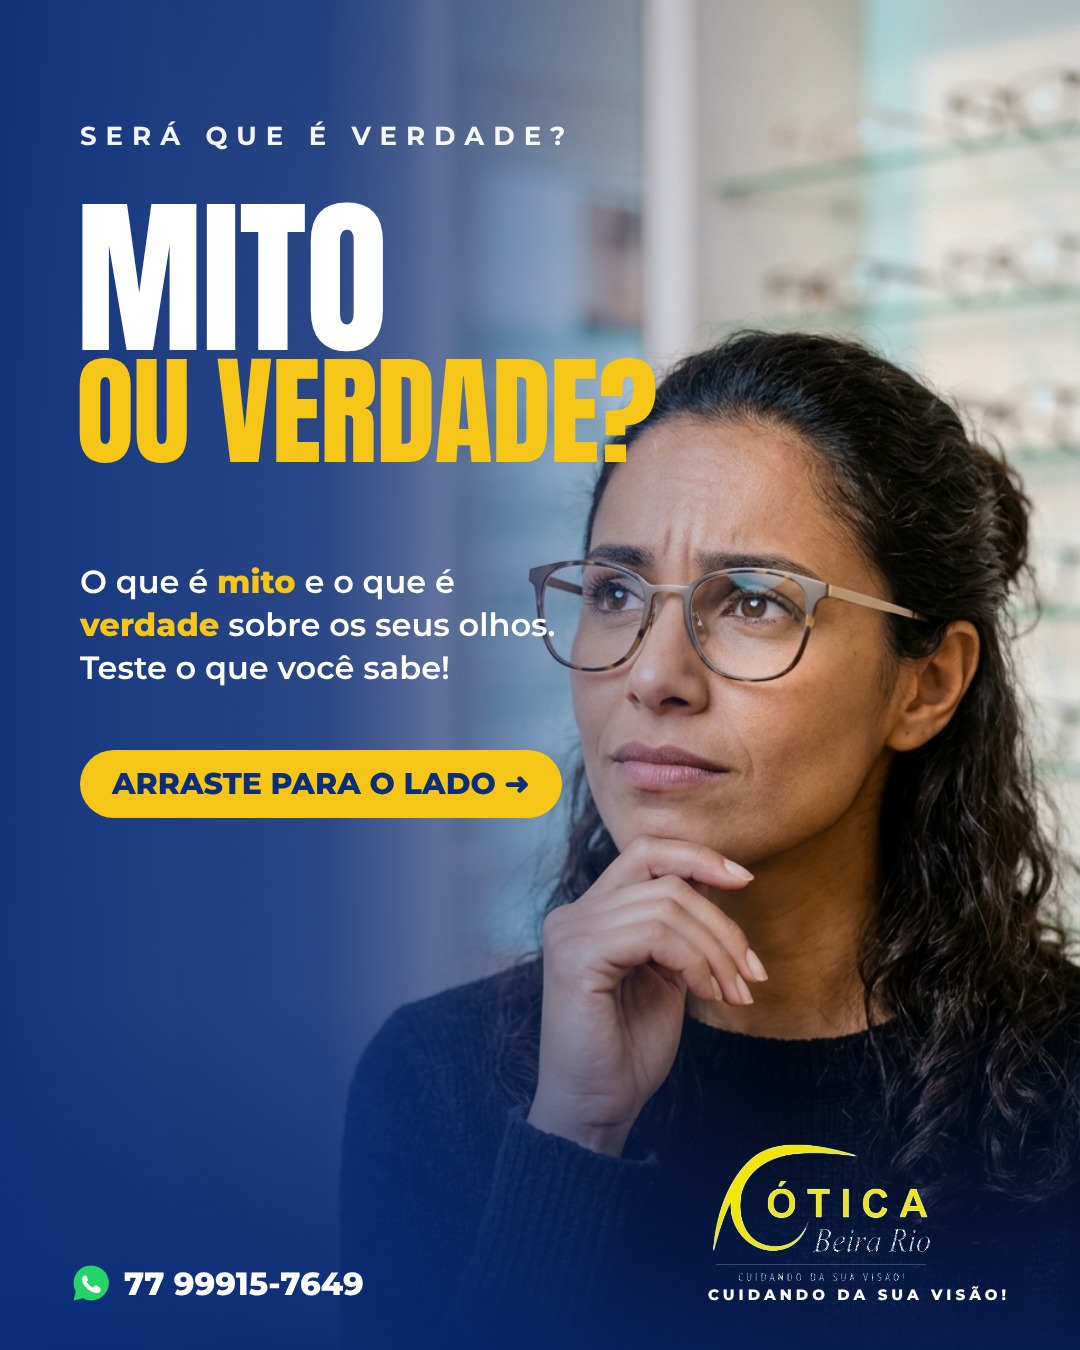 SERÁ QUE É VERDADE?
MITO
OU VERDADE?
O que é mito e o que é
verdade sobre os seus olhos.
Teste o que você sabe!
ARRASTE PARA O LADO →
ÓTICA
Beira Rio
CUIDANDO DA SUA VISÃO!
CUIDANDO DA SUA VISÃO!
77 99915-7649